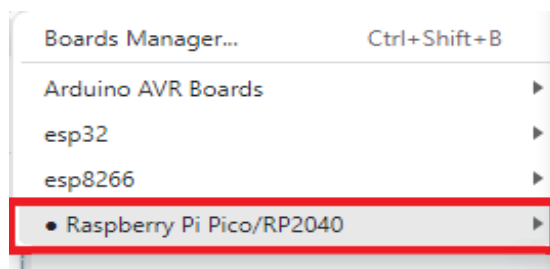 Boards Manager... Ctrl+Shift+B
Arduino AVR Boards
esp32
esp8266
● Raspberry Pi Pico/RP2040